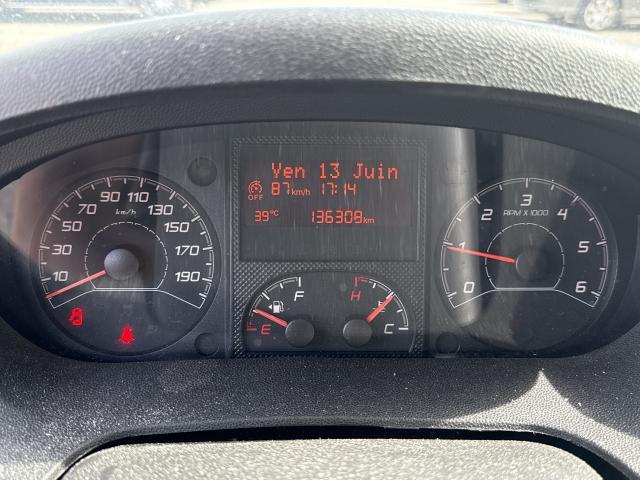 Ven 13 Juin
OFF 87 km/h 17:14
39°C 136308 km
10 30 50 70 90 110 130 150 170 190
km/h
E F
H C
0 1 2 3 4 5 6
RPM X 1000